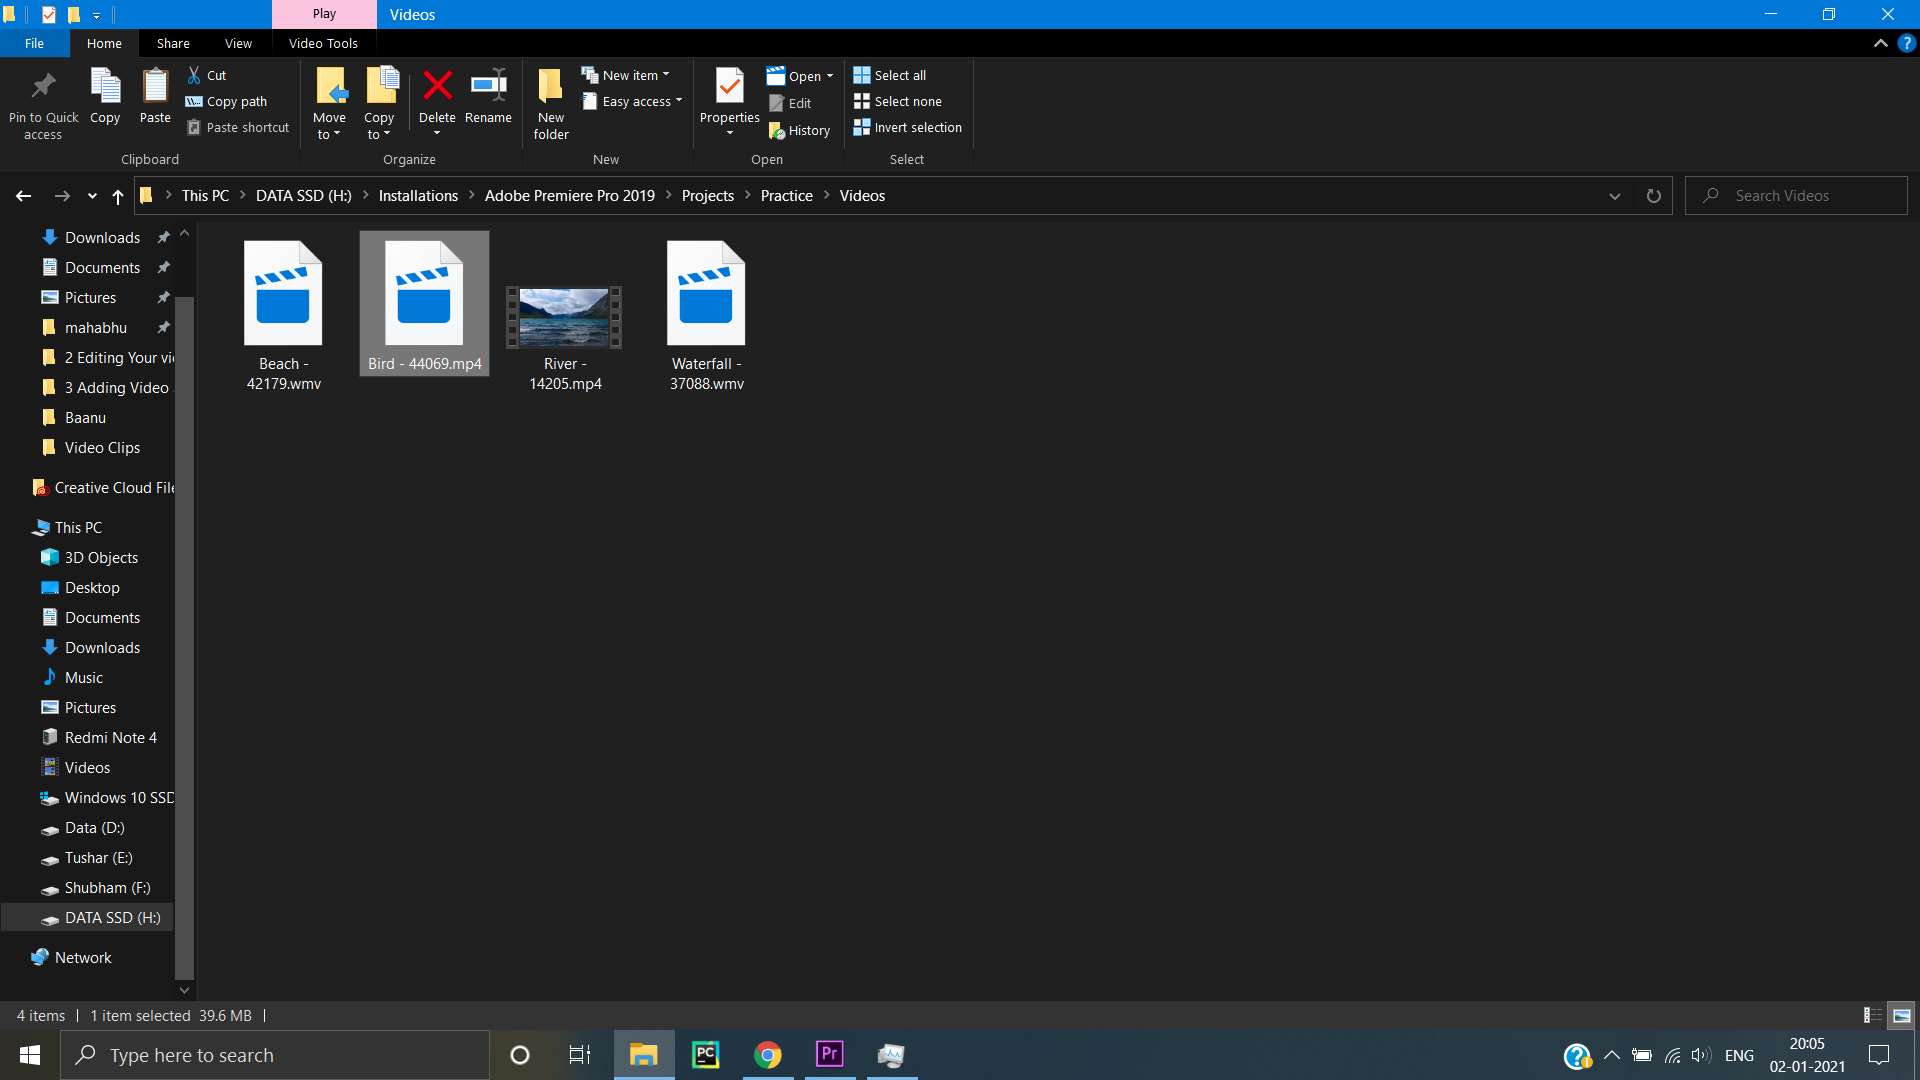 Play
Videos
File
Home
Share
View
Video Tools
Pin to Quick
access
Copy
Paste
Cut
Copy path
Paste shortcut
Clipboard
Move
to
Copy
to
Delete
Rename
Organize
New
folder
New item
Easy access
New
Properties
Open
Edit
History
Open
Select all
Select none
Invert selection
Select
This PC
DATA SSD (H:)
Installations
Adobe Premiere Pro 2019
Projects
Practice
Videos
Search Videos
Downloads
Documents
Pictures
mahabhu
2 Editing Your vi
3 Adding Video
Baanu
Video Clips
Creative Cloud File
This PC
3D Objects
Desktop
Documents
Downloads
Music
Pictures
Redmi Note 4
Videos
Windows 10 SSD
Data (D:)
Tushar (E:)
Shubham (F:)
DATA SSD (H:)
Network
Beach -
42179.wmv
Bird - 44069.mp4
River -
14205.mp4
Waterfall -
37088.wmv
4 items
1 item selected 39.6 MB
Type here to search
PC
Pr
ENG
20:05
02-01-2021